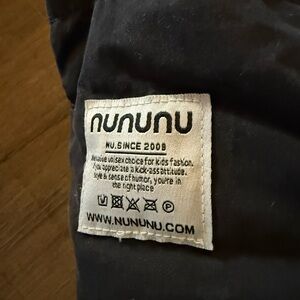 nununu
NU.SINCE 2008
unisex choice for kids fashion.
you appreciate a kick-ass attitude,
& sense of humor, you're in
the right place
P
WWW.NUNUNU.COM